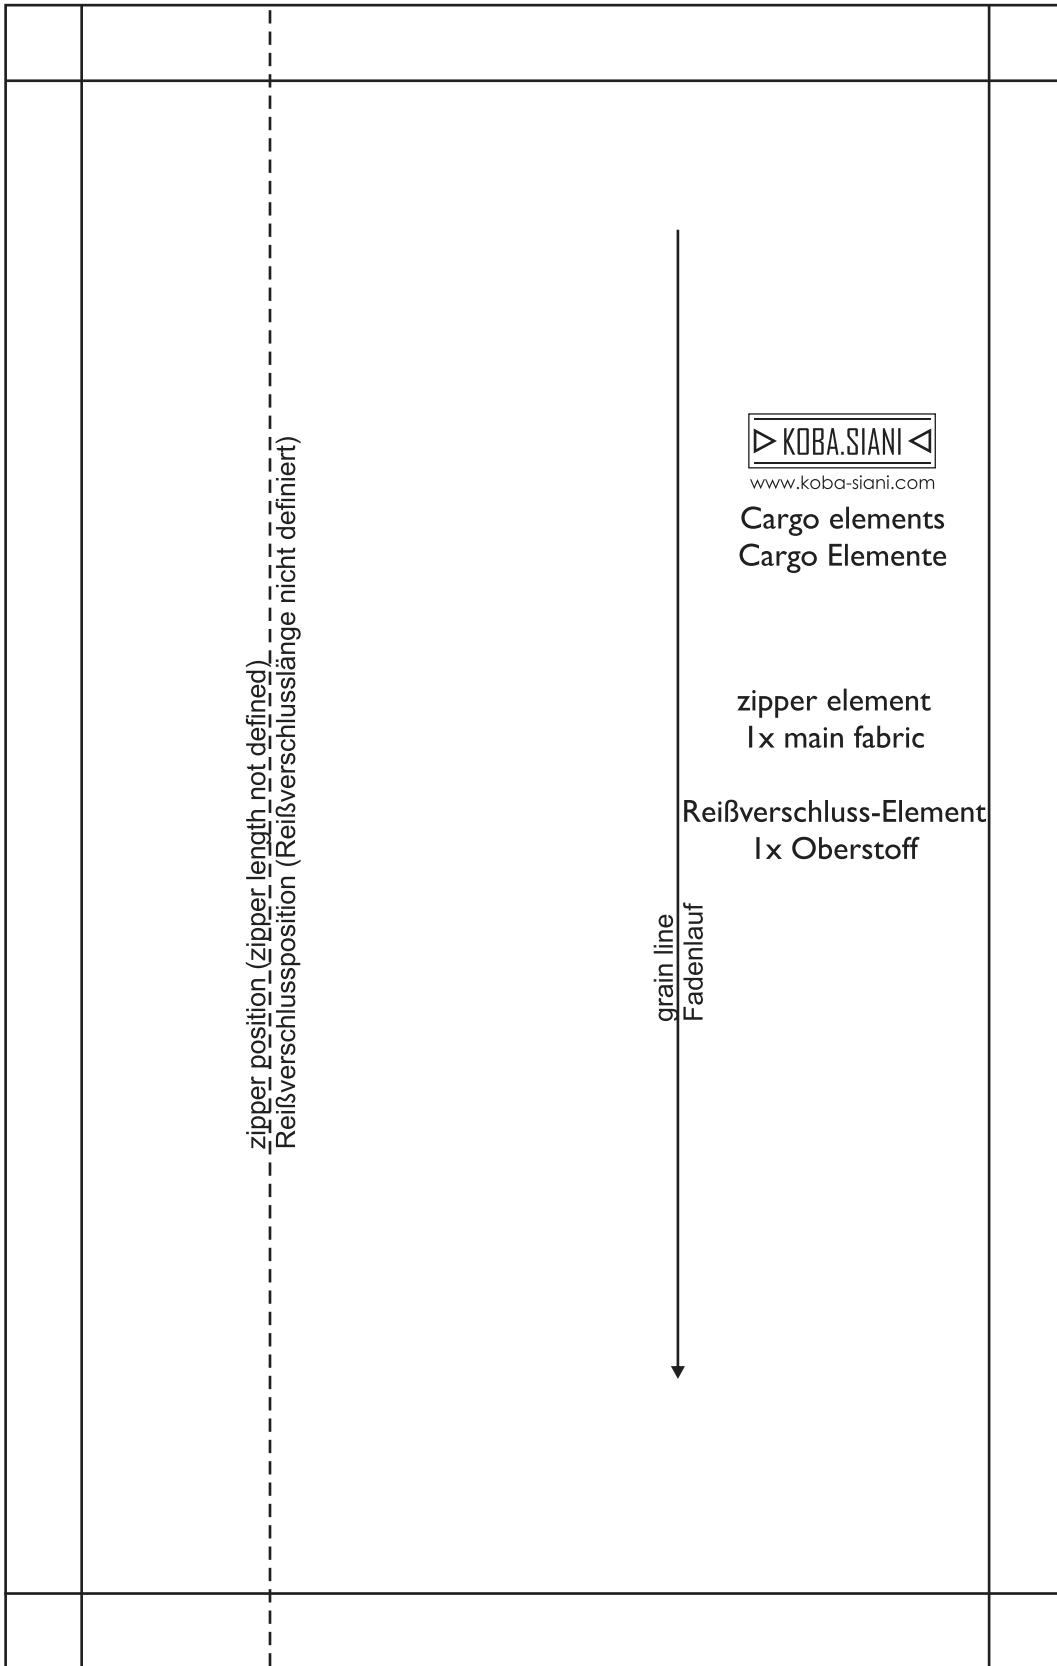 KOBA.SIANI
www.koba-siani.com
Cargo elements
Cargo Elemente
zipper element
1x main fabric
Reißverschluss-Element
1x Oberstoff
zipper position (zipper length not defined)
Reißverschlussposition (Reißverschlusslänge nicht definiert)
grain line
Fadenlauf